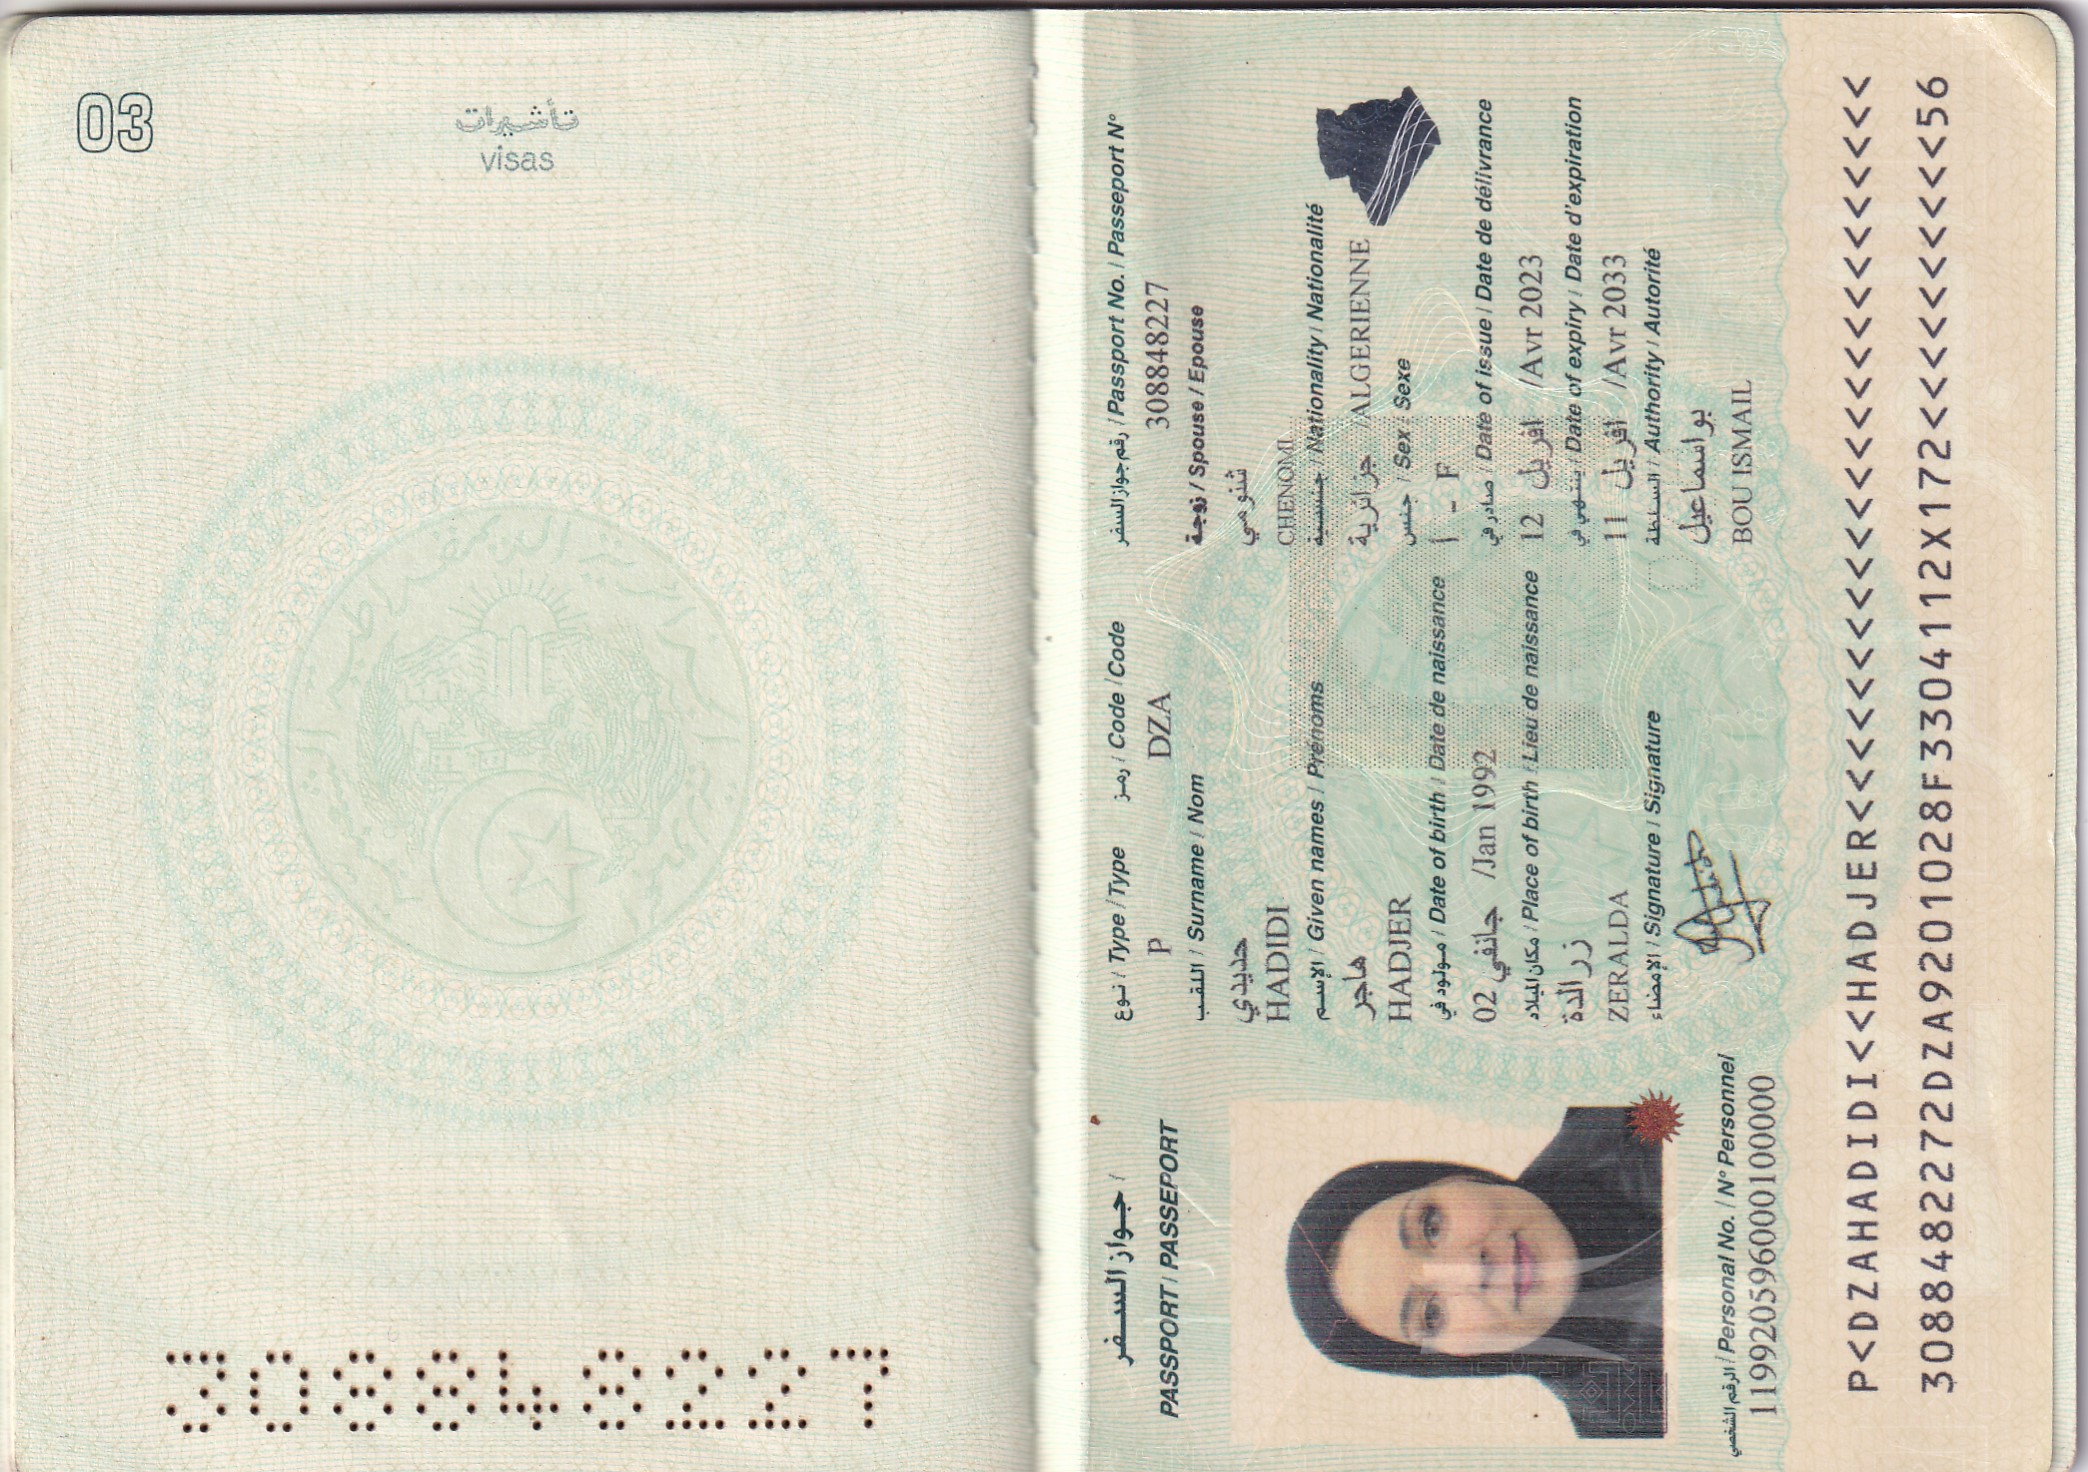 03
تأشيرات
visas
308848227
جواز السفر /
PASSPORT / PASSEPORT
نوع / Type / Type
P
رمز / Code / Code
DZA
رقم جواز السفر / Passport No. / Passeport N°
308848227
اللقب / Surname / Nom
حديدي
HADIDI
زوجة / Spouse / Epouse
شنومي
CHENOMI
الإسم / Given names / Prénoms
هاجر
HADJER
جنسية / Nationality / Nationalité
جزائرية /ALGERIENNE
جنس / Sex / Sexe
أ - F
مولود في / Date of birth / Date de naissance
02 جانفي /Jan 1992
صادر في / Date of issue / Date de délivrance
12 افريل /Avr 2023
مكان الميلاد / Place of birth / Lieu de naissance
زرالدة
ZERALDA
ينتهي في / Date of expiry / Date d'expiration
11 افريل /Avr 2033
الإمضاء / Signature / Signature
السلطة / Authority / Autorité
بواسماعيل
BOU ISMAIL
الرقم الشخصي / Personal No. / N° Personnel
119920596000100000
P<DZAHADIDI<<HADJER<<<<<<<<<<<<<<<<<<<<<<<<<
3088482272DZA9201028F3304112X172<<<<<<<<<<56